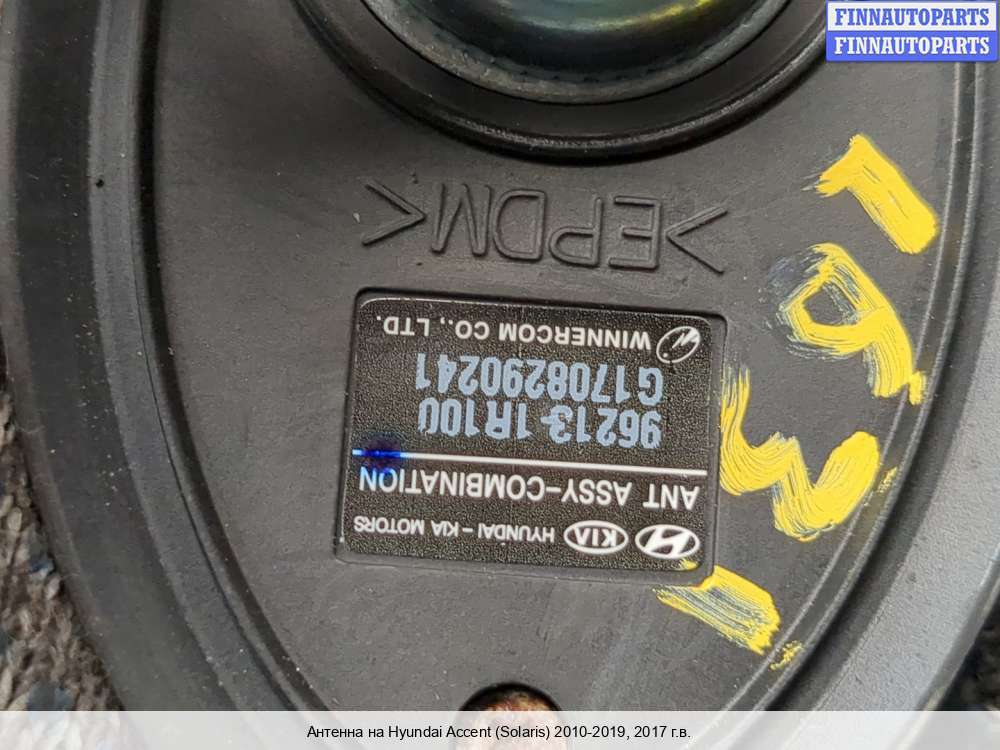 FINNAUTOPARTS
FINNAUTOPARTS
>EPDM<
HYUNDAI - KIA MOTORS
KIA
ANT ASSY-COMBINATION
96213-1R100
G1708290241
WINNERCOM CO., LTD.
Антенна на Hyundai Accent (Solaris) 2010-2019, 2017 г.в.